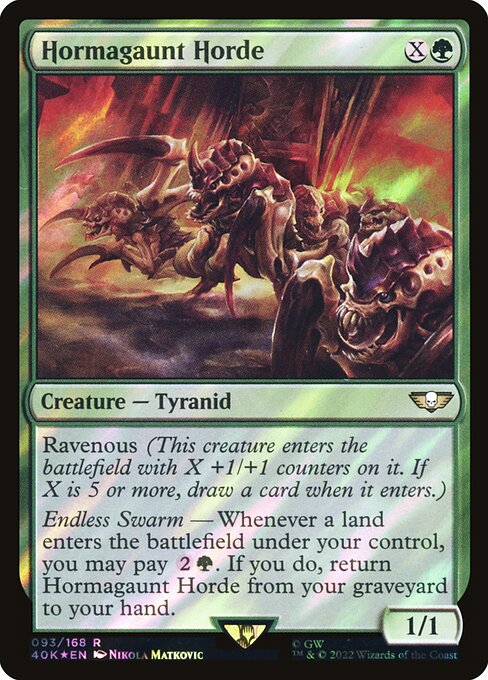 Hormagaunt Horde X
Creature — Tyranid
Ravenous (This creature enters the
battlefield with X +1/+1 counters on it. If
X is 5 or more, draw a card when it enters.)
Endless Swarm — Whenever a land
enters the battlefield under your control,
you may pay 2. If you do, return
Hormagaunt Horde from your graveyard
to your hand.
1/1
093/168 R
40K★EN Nikola Matkovic
© GW
™ & © 2022 Wizards of the Coast